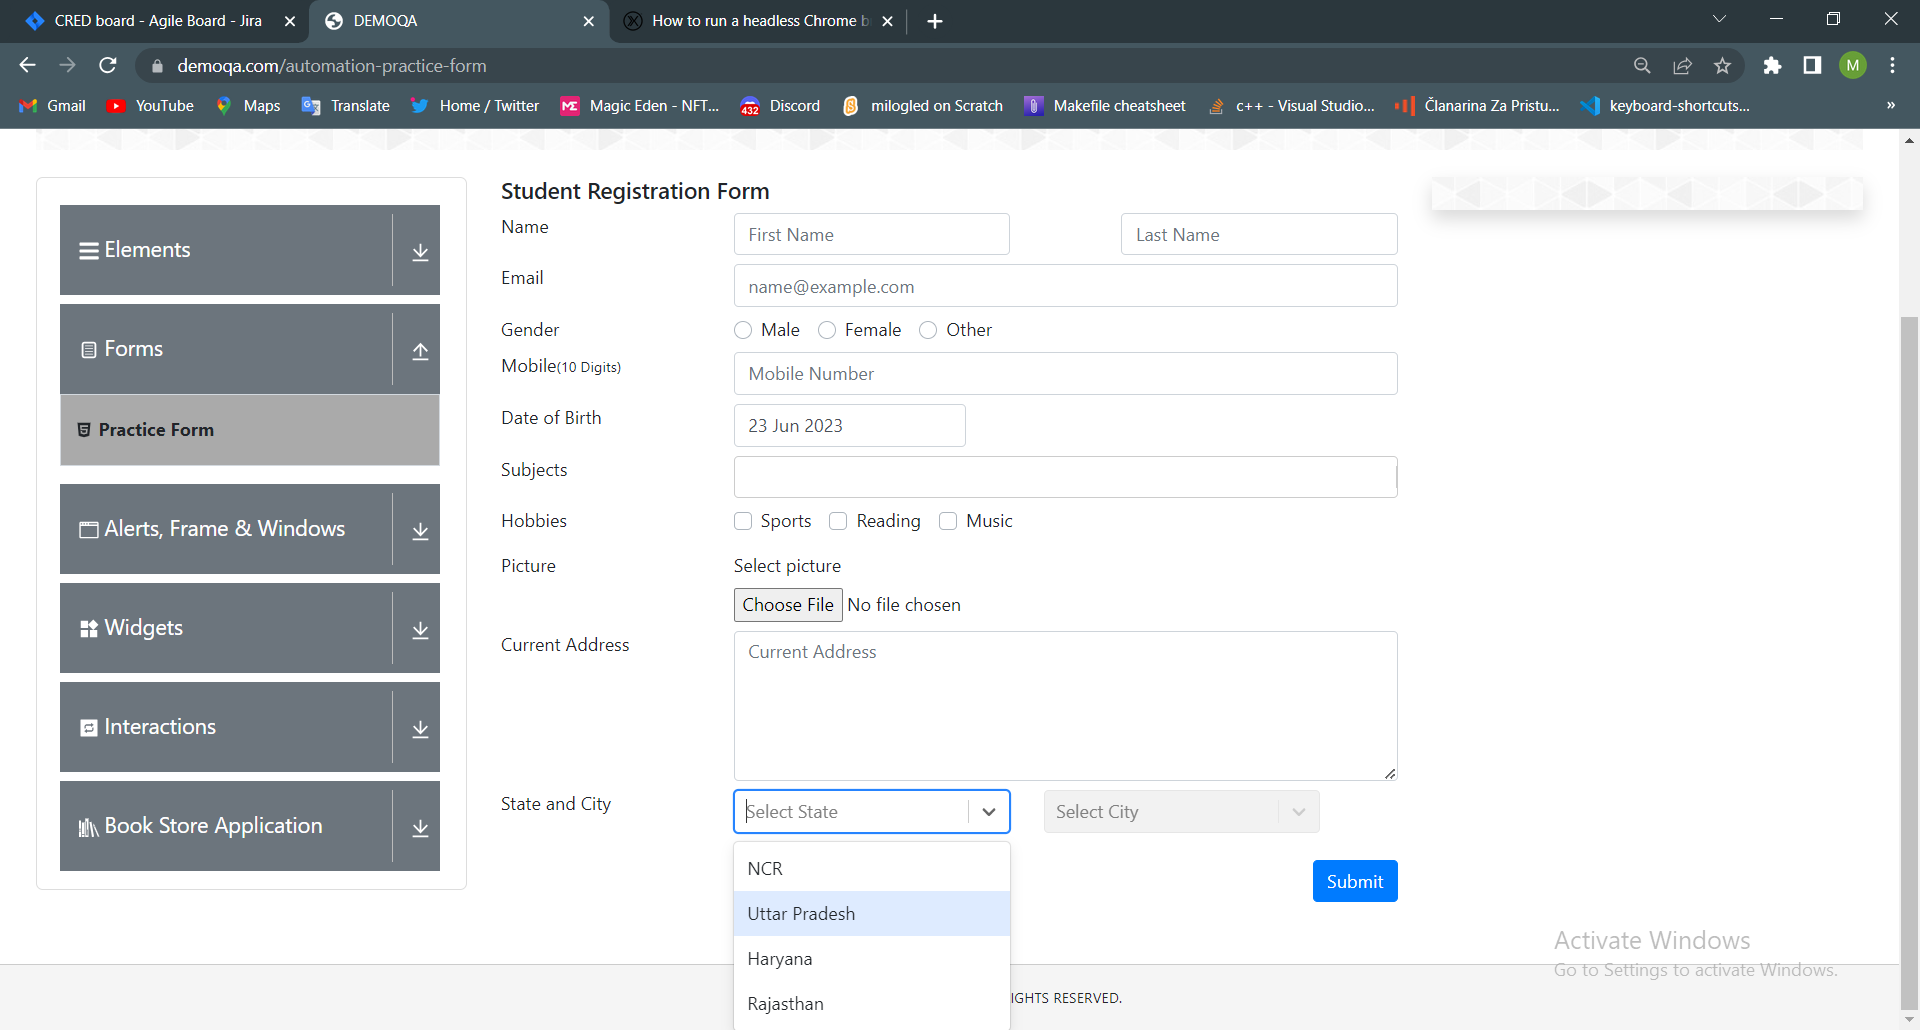 CRED board - Agile Board - Jira
DEMOQA
How to run a headless Chrome b
demoqa.com/automation-practice-form
M
Gmail
YouTube
Maps
Translate
Home / Twitter
ME
Magic Eden - NFT...
432
Discord
milogled on Scratch
Makefile cheatsheet
c++ - Visual Studio...
Članarina Za Pristu...
keyboard-shortcuts...
»
Elements
Forms
Practice Form
Alerts, Frame & Windows
Widgets
Interactions
Book Store Application
Student Registration Form
Name
First Name
Last Name
Email
name@example.com
Gender
Male
Female
Other
Mobile(10 Digits)
Mobile Number
Date of Birth
23 Jun 2023
Subjects
Hobbies
Sports
Reading
Music
Picture
Select picture
Choose File
No file chosen
Current Address
Current Address
State and City
Select State
Select City
NCR
Uttar Pradesh
Haryana
Rajasthan
Submit
IGHTS RESERVED.
Activate Windows
Go to Settings to activate Windows.